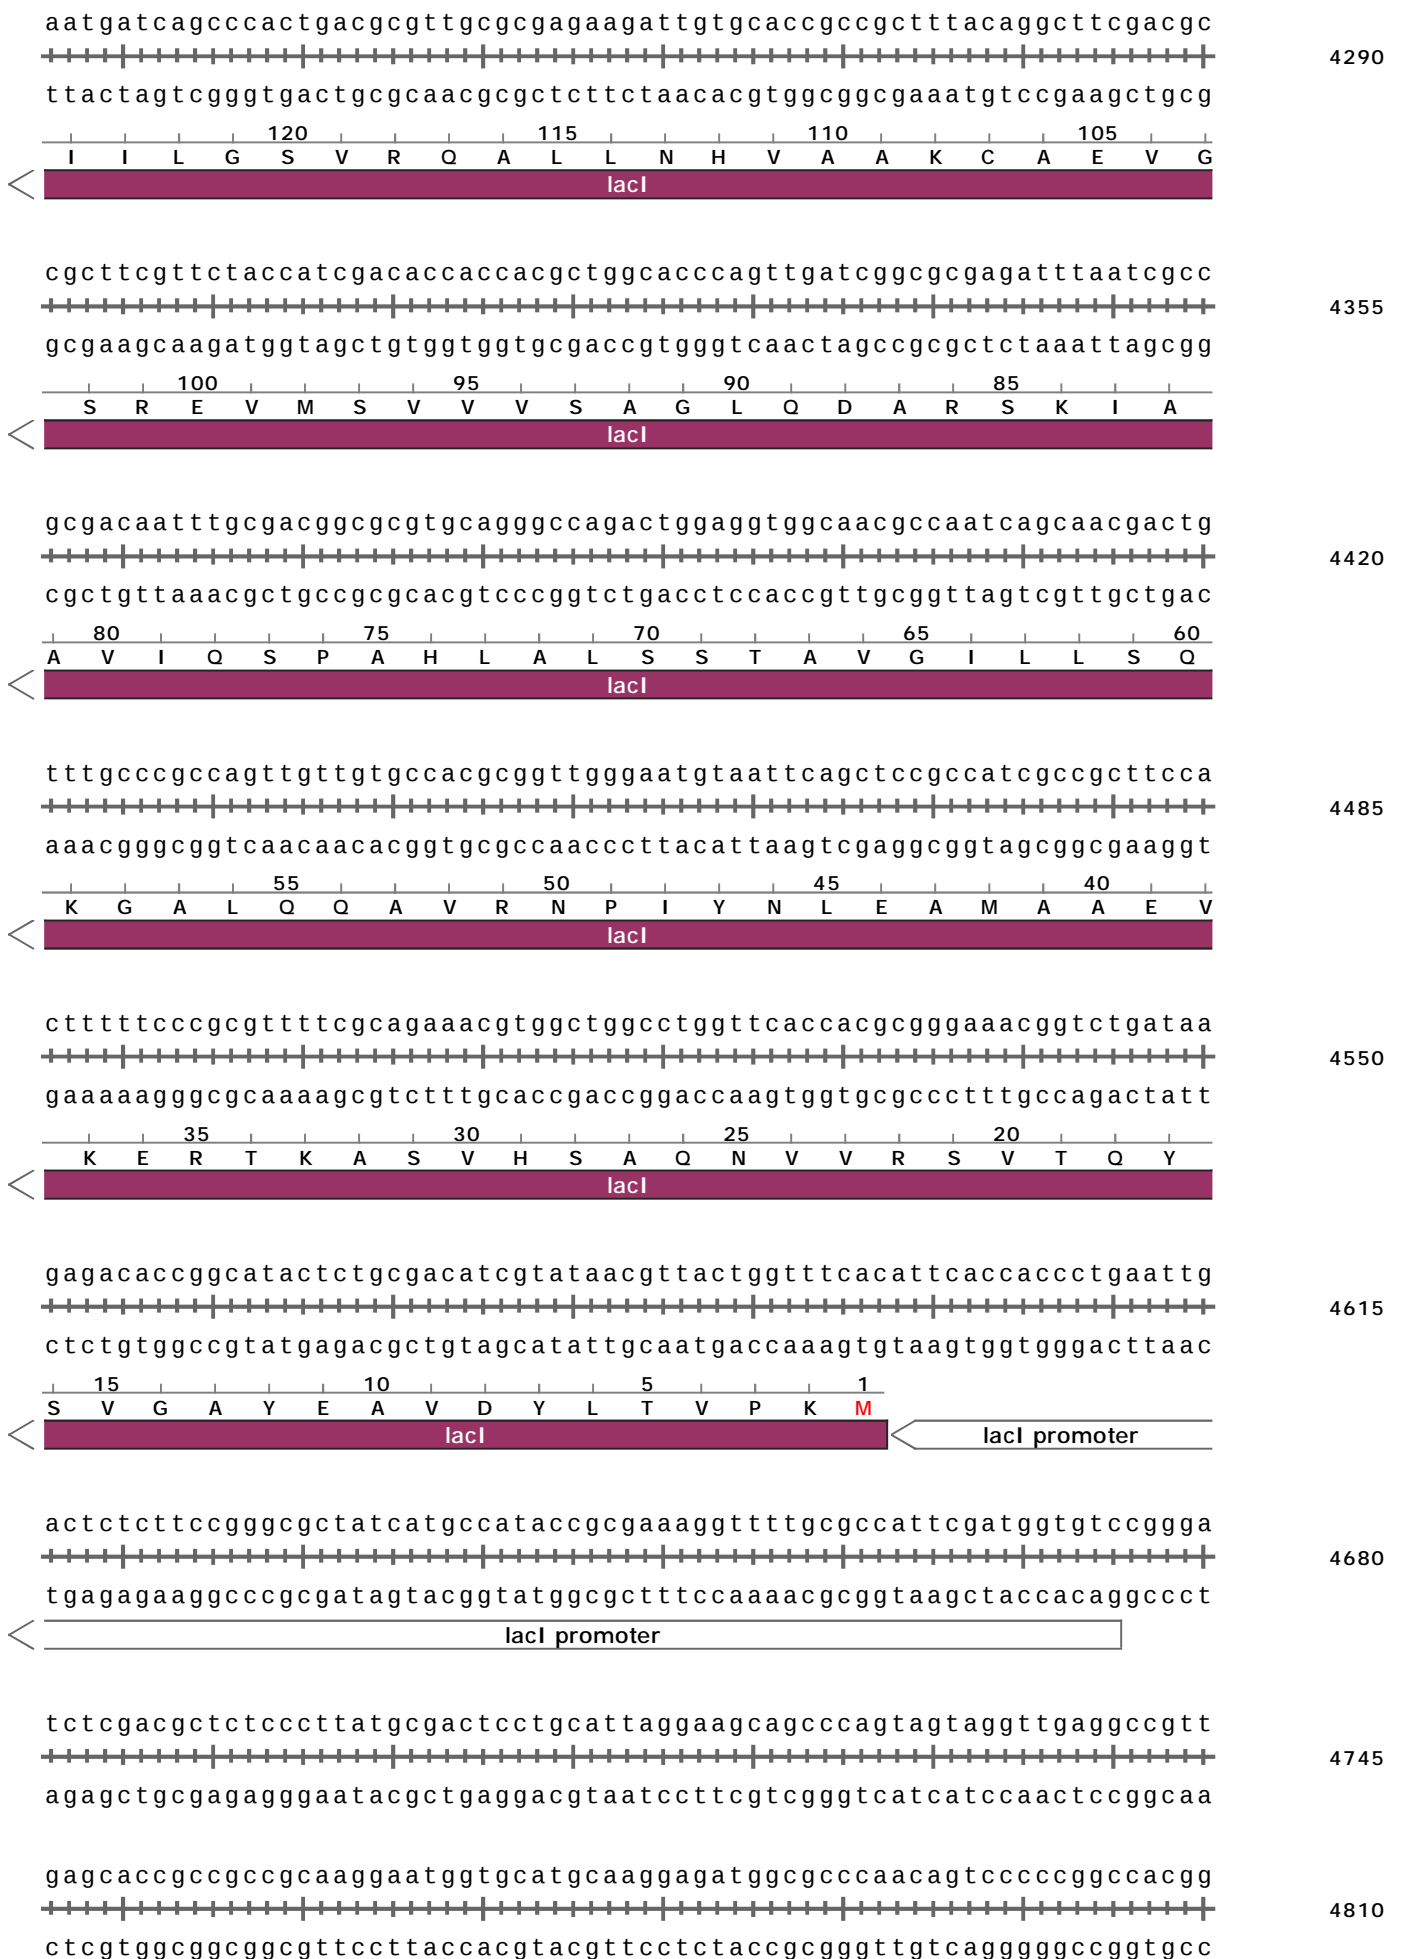 aatgatcagcccactgacgcgttgcgcgagaagattgtgcaccgccgctttacaggcttcgacgc
4290
ttactagtcgggtgactgcgcaacgcgctcttctaacacgtggcggcgaaatgtccgaagctgcg
120 115 110 105
I I L G S V R Q A L L N H V A A K C A E V G
lacI
cgcttcgttctaccatcgacaccaccacgctggcacccagttgatcggcgcgagatttaatcgcc
4355
gcgaagcaagatggtagctgtggtggtgcgaccgtgggtcaactagccgcgctctaaattagcgg
100 95 90 85
S R E V M S V V V S A G L Q D A R S K I A
lacI
gcgacaatttgcgacggcgcgtgcagggccagactggaggtggcaacgccaatcagcaacgactg
4420
cgctgttaaacgctgccgcgcacgtcccggtctgacctccaccgttgcggttagtcgttgctgac
80 75 70 65 60
A V I Q S P A H L A L S S T A V G I L L S Q
lacI
tttgcccgccagttgttgtgccacgcggttgggaatgtaattcagctccgccatcgccgcttcca
4485
aaacgggcggtcaacaacacggtgcgccaacccttacattaagtcgaggcggtagcggcgaaggt
55 50 45 40
K G A L Q Q A V R N P I Y N L E A M A A E V
lacI
ctttttcccgcgttttcgcagaaacgtggctggcctggttcaccacgcgggaaacggtctgataa
4550
gaaaaagggcgcaaaagcgtctttgcaccgaccggaccaagtggtgcgccctttgccagactatt
35 30 25 20
K E R T K A S V H S A Q N V V R S V T Q Y
lacI
gagacaccggcatactctgcgacatcgtataacgttactggtttcacattcaccaccctgaattg
4615
ctctgtggccgtatgagacgctgtagcatattgcaatgaccaaagtgtaagtggtgggacttaac
15 10 5 1
S V G A Y E A V D Y L T V P K M
lacI lacI promoter
actctcttccgggcgctatcatgccataccgcgaaaggttttgcgccattcgatggtgtccggga
4680
tgagagaaggcccgcgatagtacggtatggcgctttccaaaacgcggtaagctaccacaggccct
lacI promoter
tctcgacgctctcccttatgcgactcctgcattaggaagcagcccagtagtaggttgaggccgtt
4745
agagctgcgagagggaatacgctgaggacgtaatccttcgtcgggtcatcatccaactccggcaa
gagcaccgccgccgcaaggaatggtgcatgcaaggagatggcgcccaacagtcccccggccacgg
4810
ctcgtggcggcggcgttccttaccacgtacgttcctctaccgcgggttgtcagggggccggtgcc